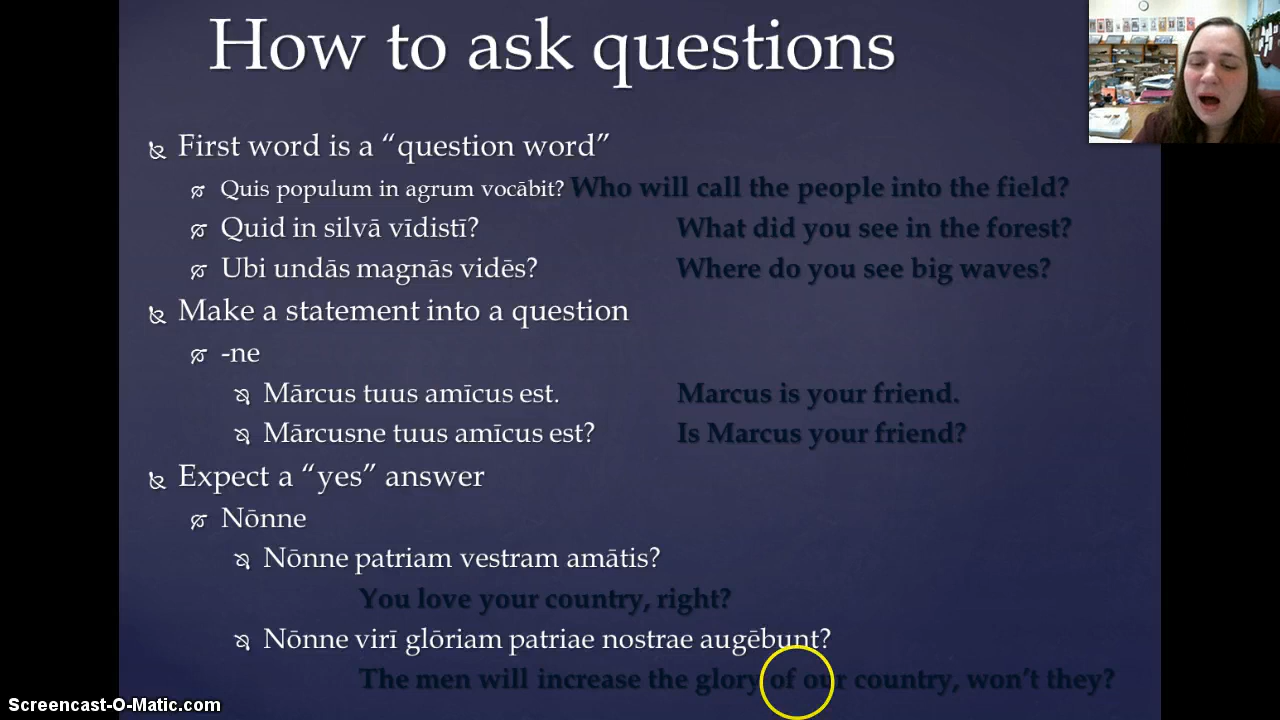 How to ask questions
First word is a “question word”
Quis populum in agrum vocābit? Who will call the people into the field?
Quid in silvā vīdistī? What did you see in the forest?
Ubi undās magnās vidēs? Where do you see big waves?
Make a statement into a question
-ne
Mārcus tuus amīcus est. Marcus is your friend.
Mārcusne tuus amīcus est? Is Marcus your friend?
Expect a “yes” answer
Nōnne
Nōnne patriam vestram amātis?
You love your country, right?
Nōnne virī glōriam patriae nostrae augēbunt?
The men will increase the glory of our country, won’t they?
Screencast-O-Matic.com